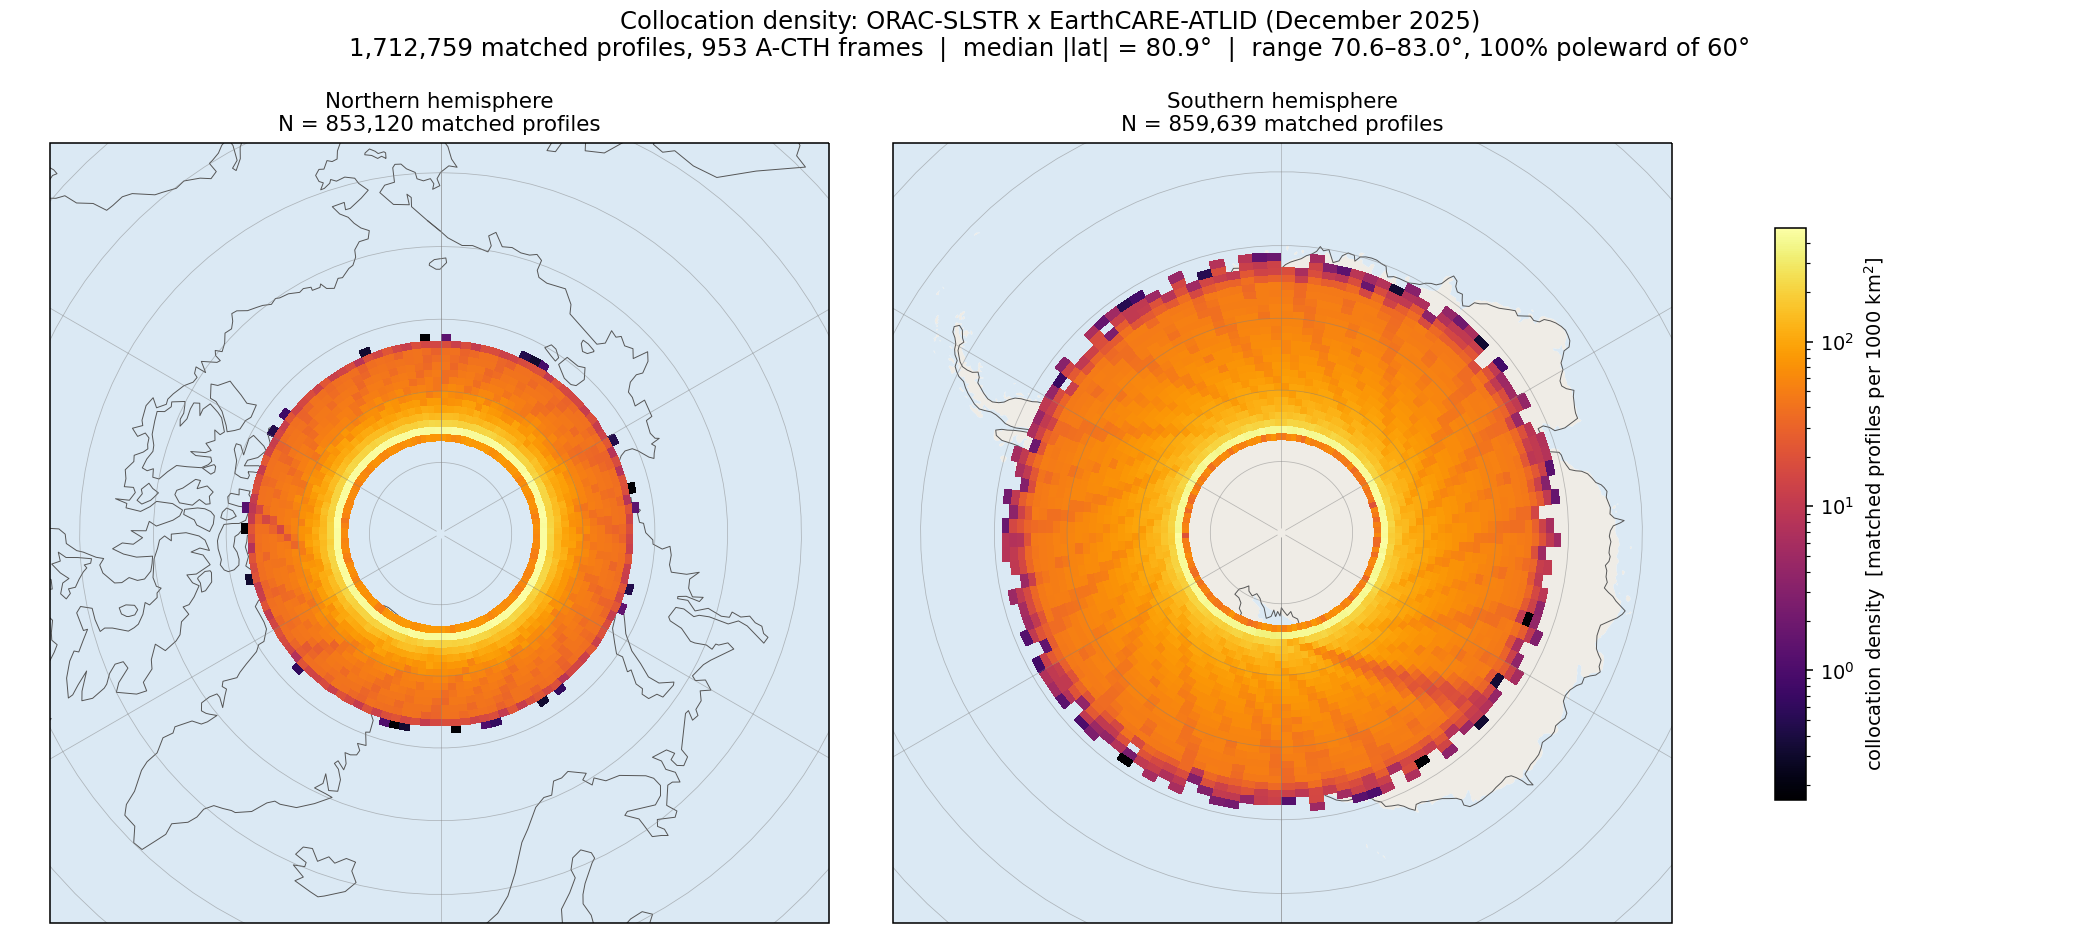 Collocation density: ORAC-SLSTR x EarthCARE-ATLID (December 2025)
1,712,759 matched profiles, 953 A-CTH frames | median |lat| = 80.9° | range 70.6–83.0°, 100% poleward of 60°
Northern hemisphere
N = 853,120 matched profiles
Southern hemisphere
N = 859,639 matched profiles
10²
10¹
10⁰
collocation density [matched profiles per 1000 km²]